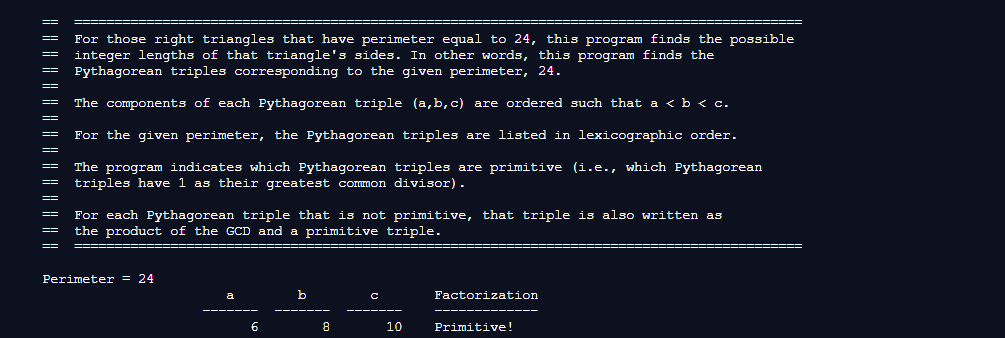 == ===========================================================================================
== For those right triangles that have perimeter equal to 24, this program finds the possible
== integer lengths of that triangle's sides. In other words, this program finds the
== Pythagorean triples corresponding to the given perimeter, 24.
==
== The components of each Pythagorean triple (a,b,c) are ordered such that a < b < c.
==
== For the given perimeter, the Pythagorean triples are listed in lexicographic order.
==
== The program indicates which Pythagorean triples are primitive (i.e., which Pythagorean
== triples have 1 as their greatest common divisor).
==
== For each Pythagorean triple that is not primitive, that triple is also written as
== the product of the GCD and a primitive triple.
== ===========================================================================================
Perimeter = 24
a b c Factorization
------- ------- ------- -------------
6 8 10 Primitive!